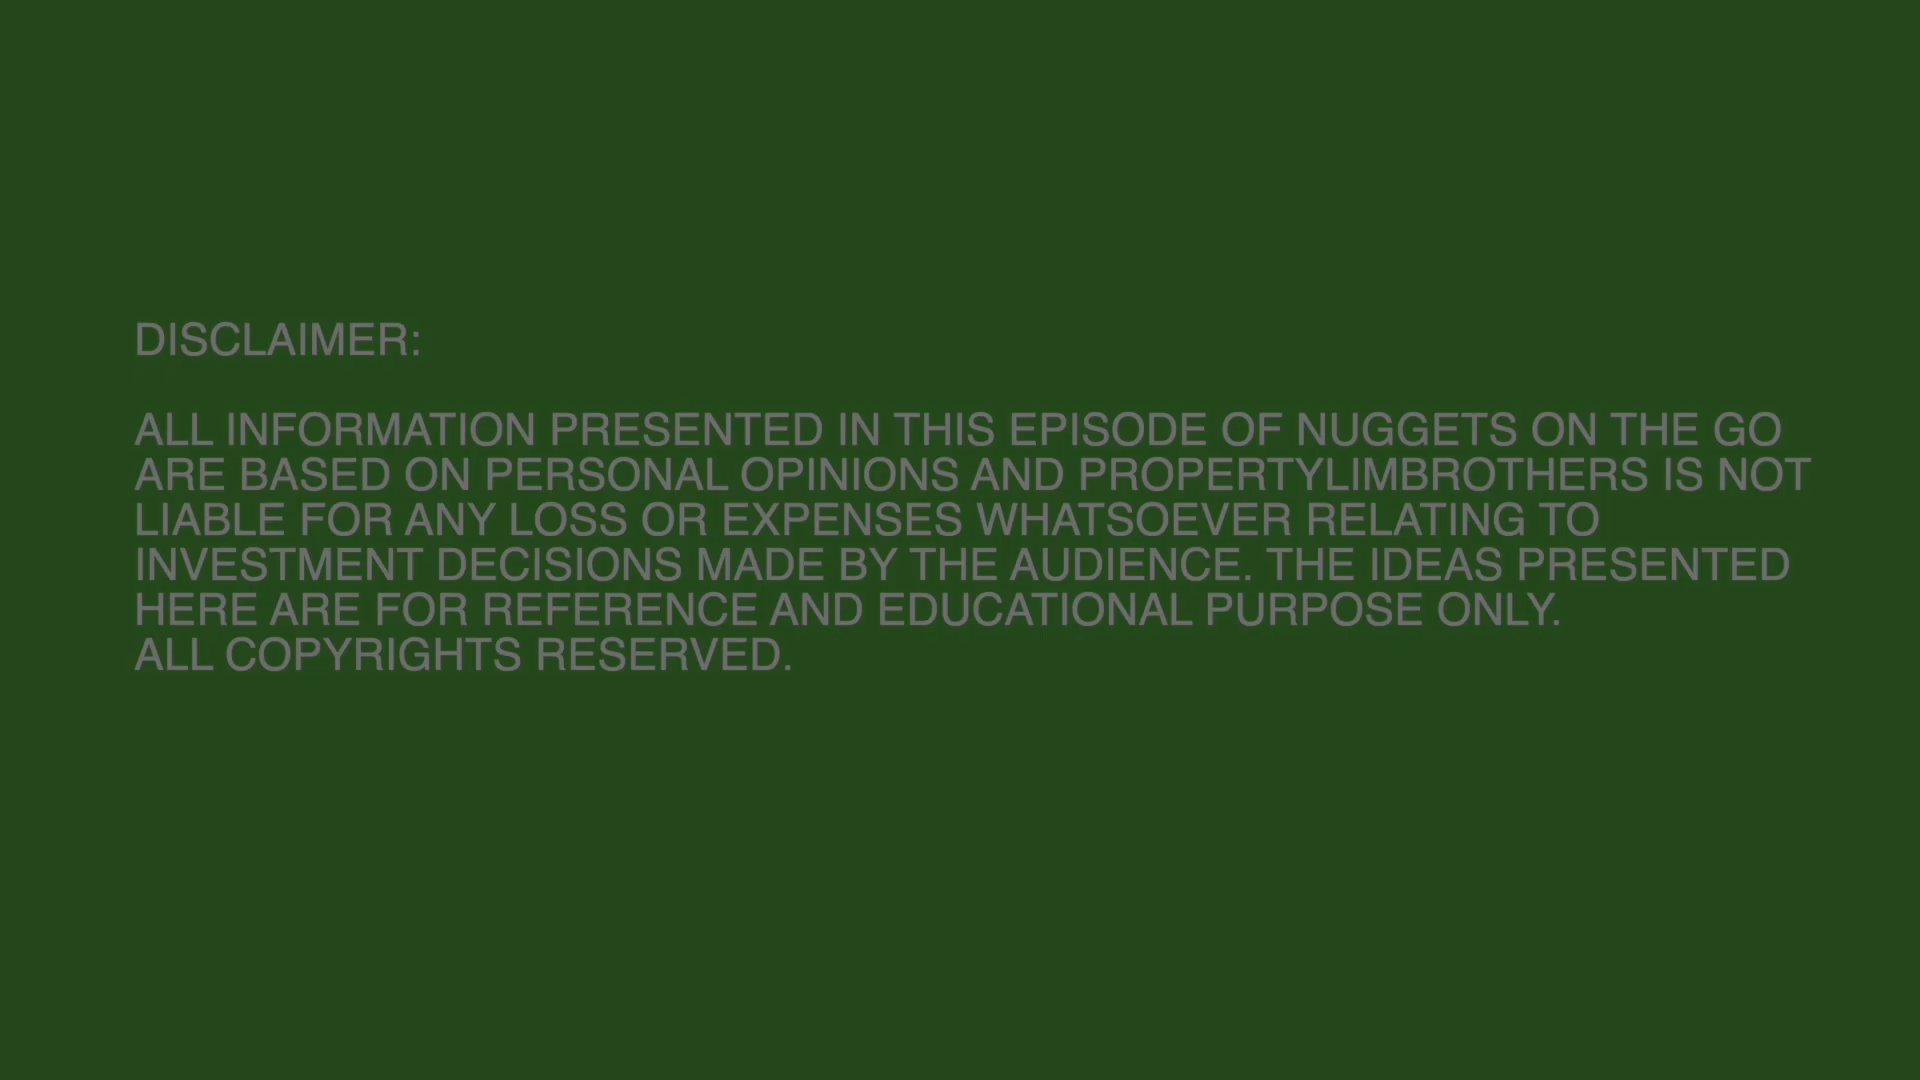 DISCLAIMER:
ALL INFORMATION PRESENTED IN THIS EPISODE OF NUGGETS ON THE GO
ARE BASED ON PERSONAL OPINIONS AND PROPERTYLIMBROTHERS IS NOT
LIABLE FOR ANY LOSS OR EXPENSES WHATSOEVER RELATING TO
INVESTMENT DECISIONS MADE BY THE AUDIENCE. THE IDEAS PRESENTED
HERE ARE FOR REFERENCE AND EDUCATIONAL PURPOSE ONLY.
ALL COPYRIGHTS RESERVED.